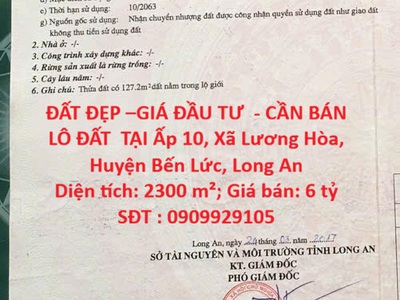 e) Thời hạn sử dụng: 10/2063
g) Nguồn gốc sử dụng: Nhận chuyển nhượng đất được công nhận quyền sử dụng đất như giao đất
không thu tiền sử dụng đất
2. Nhà ở: -/-
3. Công trình xây dựng khác: -/-
4. Rừng sản xuất là rừng trồng: -/-
5. Cây lâu năm: -/-
6. Ghi chú: Thửa đất có 127.2m² đất nằm trong lộ giới
ĐẤT ĐẸP –GIÁ ĐẦU TƯ - CẦN BÁN
LÔ ĐẤT TẠI Ấp 10, Xã Lương Hòa,
Huyện Bến Lức, Long An
Diện tích: 2300 m²; Giá bán: 6 tỷ
SĐT : 0909929105
Long An, ngày 24 tháng 03 năm 2017
SỞ TÀI NGUYÊN VÀ MÔI TRƯỜNG TỈNH LONG AN
KT. GIÁM ĐỐC
PHÓ GIÁM ĐỐC